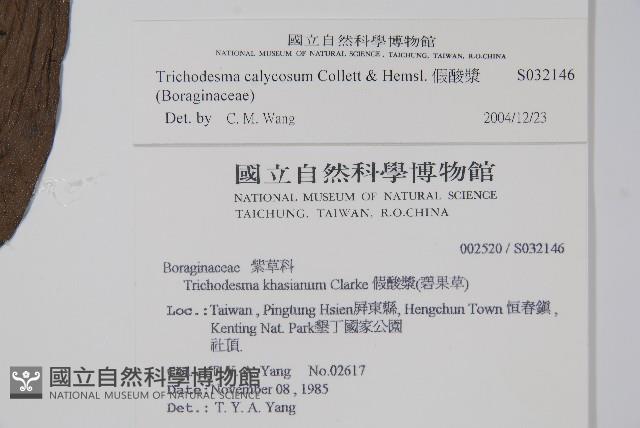 國立自然科學博物館
NATIONAL MUSEUM OF NATURAL SCIENCE, TAICHUNG, TAIWAN, R.O.CHINA
Trichodesma calycosum Collett & Hemsl. 假酸漿 S032146
(Boraginaceae)
Det. by C. M. Wang 2004/12/23
國立自然科學博物館
NATIONAL MUSEUM OF NATURAL SCIENCE
TAICHUNG, TAIWAN, R.O.CHINA
002520 / S032146
Boraginaceae 紫草科
Trichodesma khasianum Clarke 假酸漿(碧果草)
Loc.:Taiwan , Pingtung Hsien屏東縣, Hengchun Town 恒春鎮 ,
Kenting Nat. Park墾丁國家公園
社頂.
Yang No.02617
Date:November 08 , 1985
Det.: T. Y. A. Yang
國立自然科學博物館
NATIONAL MUSEUM OF NATURAL SCIENCE